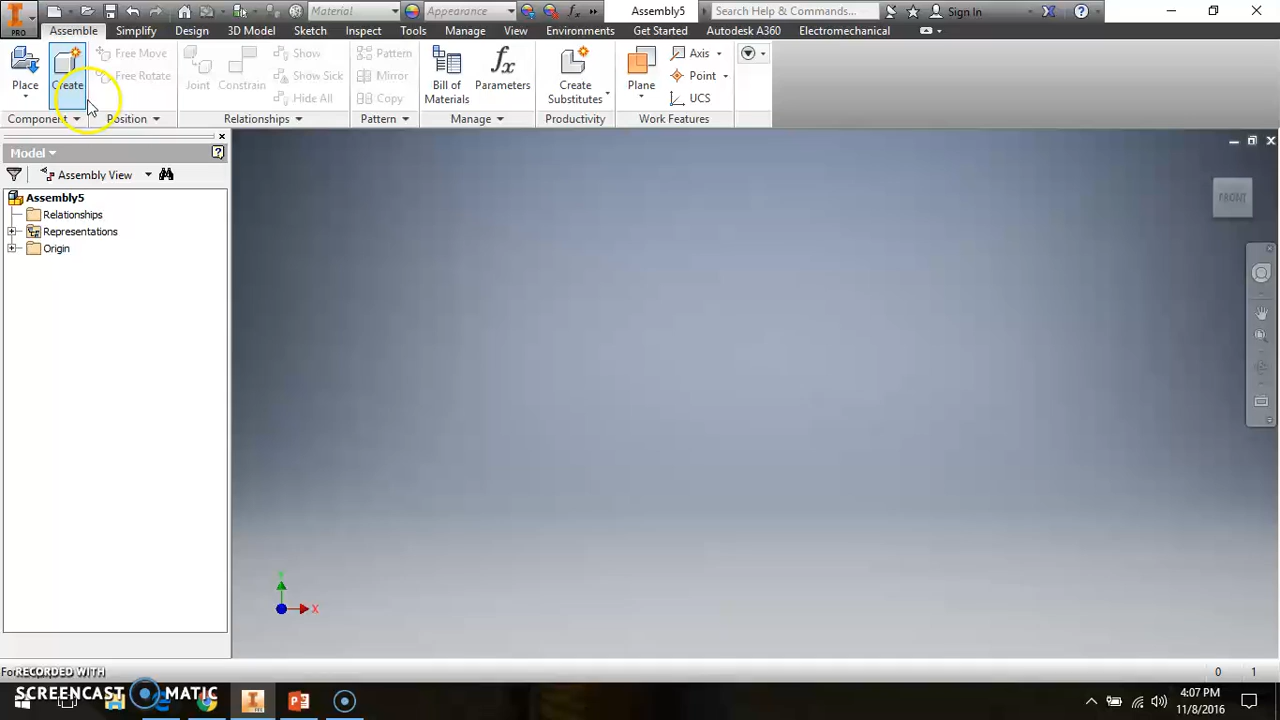 PRO Material Appearance Assembly5 Search Help & Commands... Sign In
Assemble Simplify Design 3D Model Sketch Inspect Tools Manage View Environments Get Started Autodesk A360 Electromechanical
Place Create Free Move Free Rotate Joint Constrain Show Show Sick Hide All Pattern Mirror Copy Bill of Materials fx Parameters Create Substitutes Plane Axis Point UCS
Component Position Relationships Pattern Manage Productivity Work Features
Model
Assembly View
Assembly5
Relationships
Representations
Origin
FRONT
X
0 1
RECORDED WITH
SCREENCAST MATIC
4:07 PM
11/8/2016